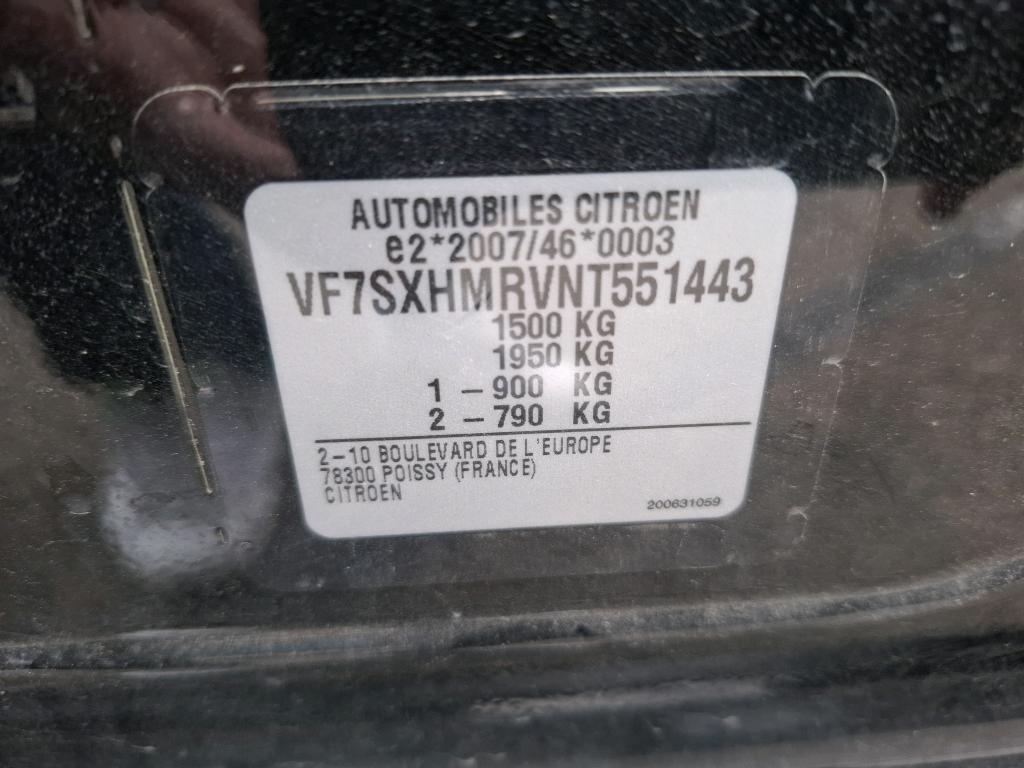 AUTOMOBILES CITROEN
e2*2007/46*0003
VF7SXHMRVNT551443
1500 KG
1950 KG
1 – 900 KG
2 – 790 KG
2–10 BOULEVARD DE L'EUROPE
78300 POISSY (FRANCE)
CITROEN
200631059